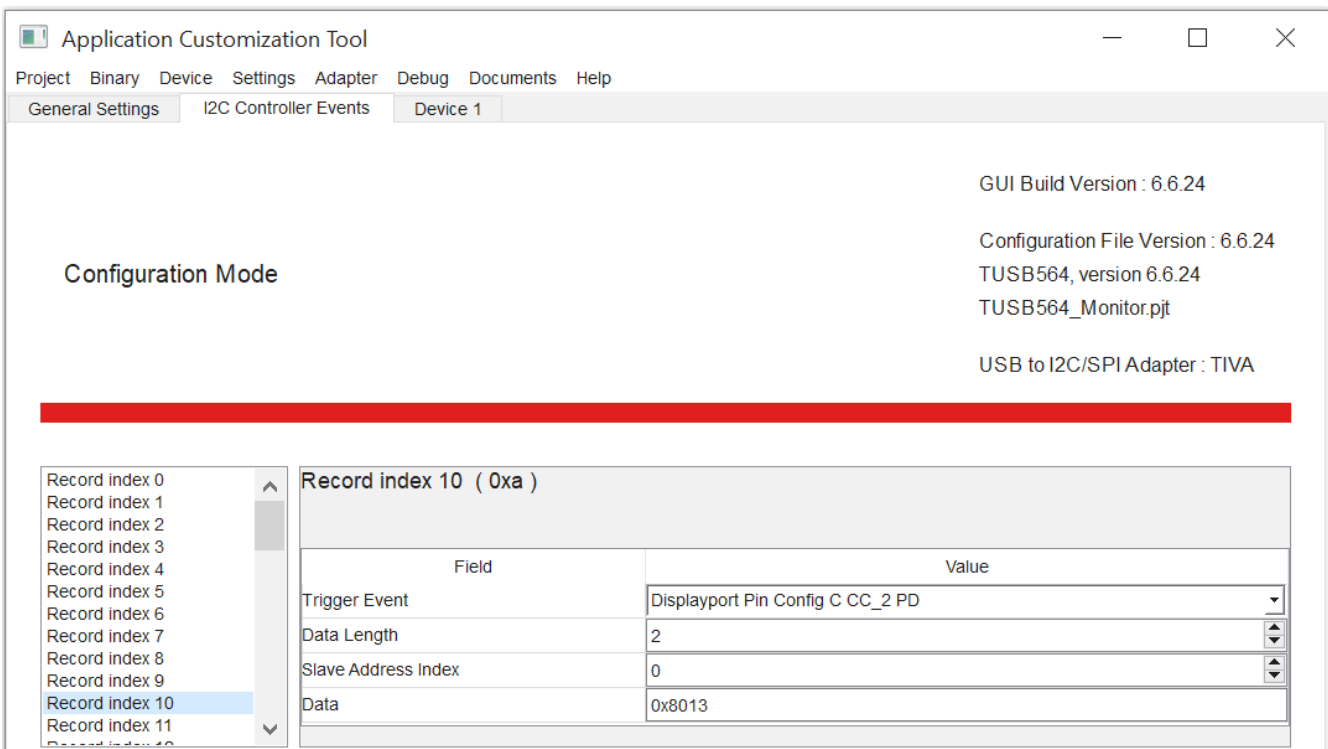 Application Customization Tool
Project Binary Device Settings Adapter Debug Documents Help
General Settings I2C Controller Events Device 1
GUI Build Version : 6.6.24
Configuration File Version : 6.6.24
Configuration Mode
TUSB564, version 6.6.24
TUSB564_Monitor.pjt
USB to I2C/SPI Adapter : TIVA
Record index 0
Record index 1
Record index 2
Record index 3
Record index 4
Record index 5
Record index 6
Record index 7
Record index 8
Record index 9
Record index 10
Record index 11
Record index 10 ( 0xa )
Field Value
Trigger Event Displayport Pin Config C CC_2 PD
Data Length 2
Slave Address Index 0
Data 0x8013